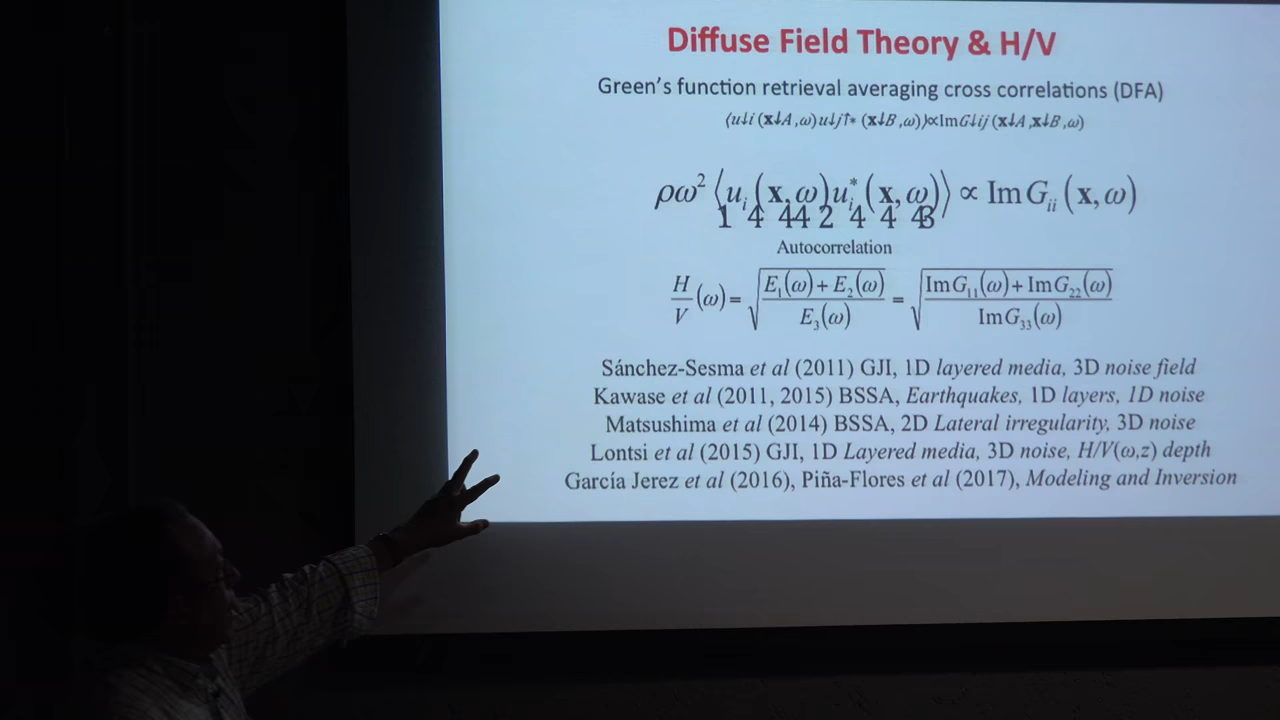 Diffuse Field Theory & H/V
Green's function retrieval averaging cross correlations (DFA)
⟨u↓i (x↓A ,ω)u↓j↑* (x↓B ,ω)⟩∝ImG↓ij (x↓A ,x↓B ,ω)
ρω² ⟨u_i (x, ω) u_i^* (x, ω)⟩ ∝ Im G_ii (x, ω)
1 4 44 2 4 4 43
Autocorrelation
H/V (ω) = √((E₁(ω) + E₂(ω)) / E₃(ω)) = √((Im G₁₁(ω) + Im G₂₂(ω)) / Im G₃₃(ω))
Sánchez-Sesma et al (2011) GJI, 1D layered media, 3D noise field
Kawase et al (2011, 2015) BSSA, Earthquakes, 1D layers, 1D noise
Matsushima et al (2014) BSSA, 2D Lateral irregularity, 3D noise
Lontsi et al (2015) GJI, 1D Layered media, 3D noise, H/V(ω,z) depth
García Jerez et al (2016), Piña-Flores et al (2017), Modeling and Inversion